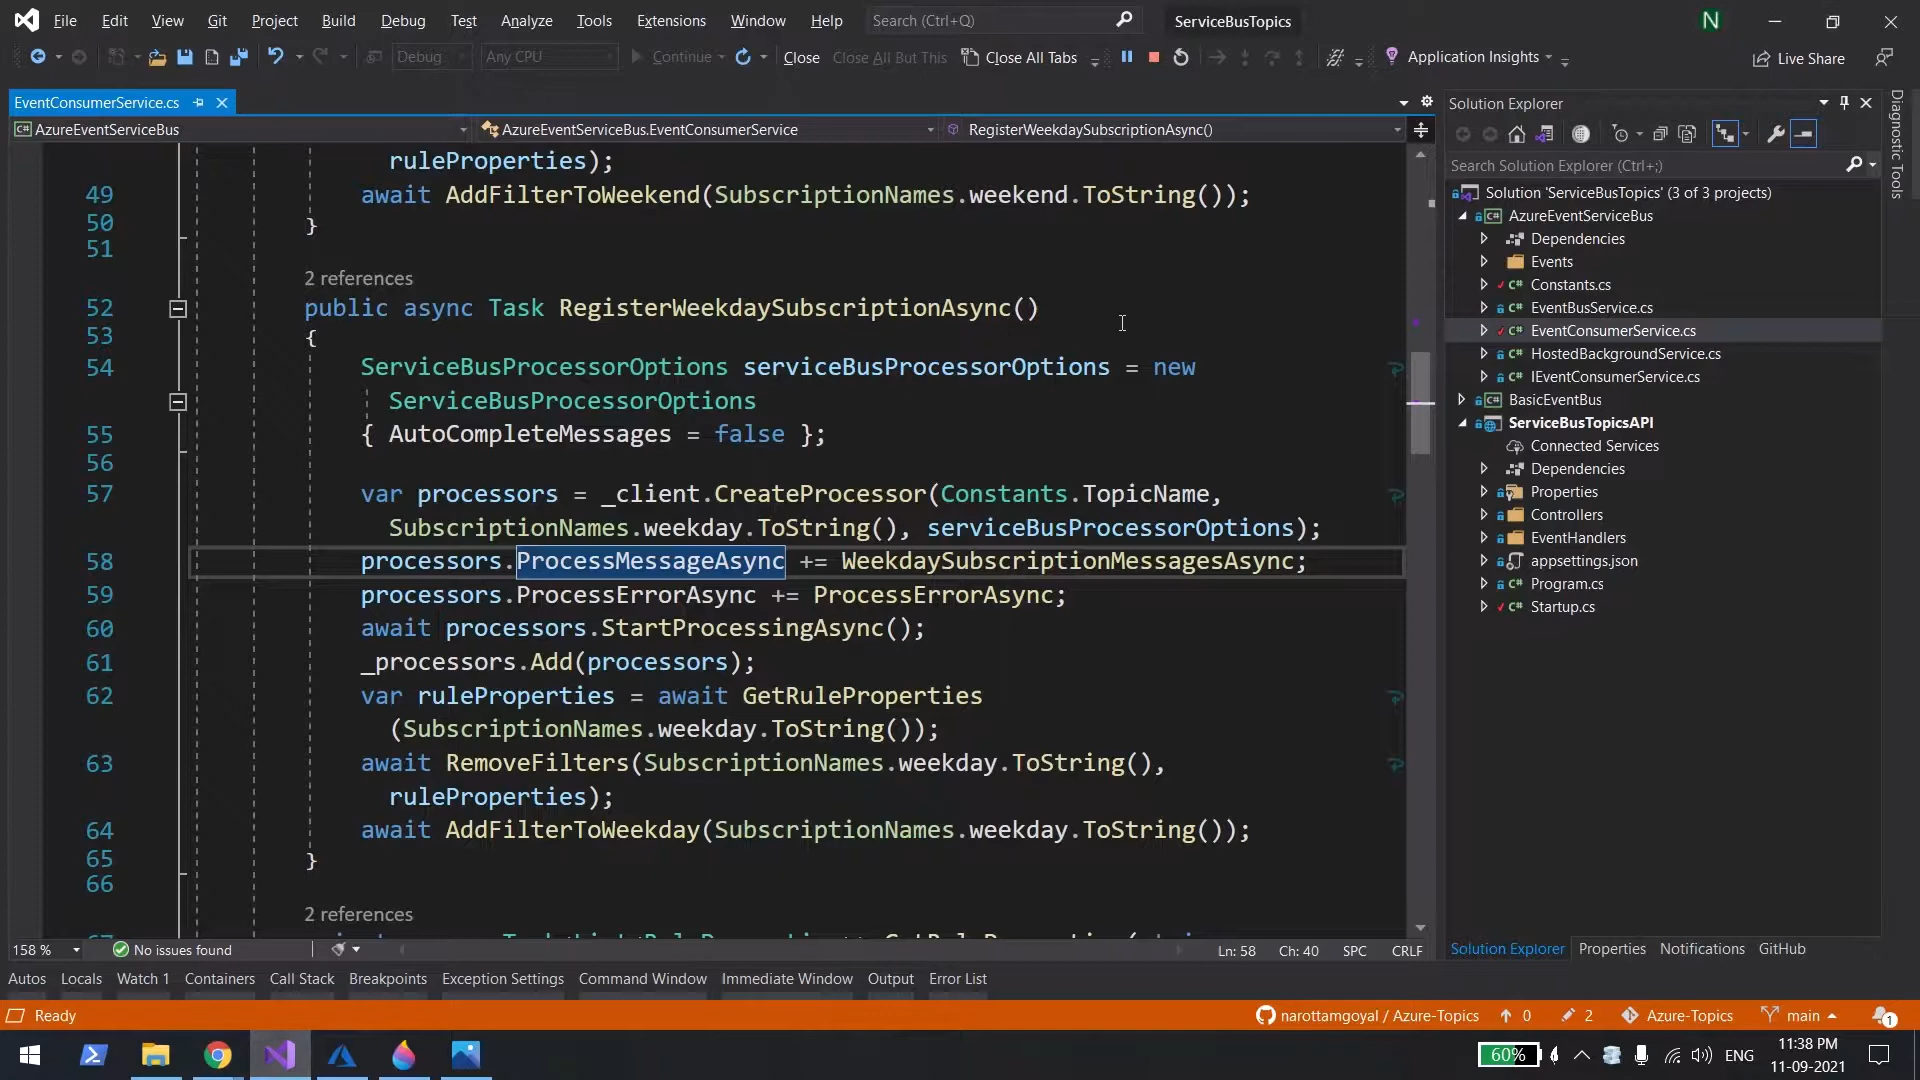 File Edit View Git Project Build Debug Test Analyze Tools Extensions Window Help Search (Ctrl+Q) ServiceBusTopics N
Debug Any CPU Continue Close Close All But This Close All Tabs Application Insights Live Share
EventConsumerService.cs
AzureEventServiceBus AzureEventServiceBus.EventConsumerService RegisterWeekdaySubscriptionAsync()
ruleProperties);
49 await AddFilterToWeekend(SubscriptionNames.weekend.ToString());
50 }
51
2 references
52 public async Task RegisterWeekdaySubscriptionAsync()
53 {
54 ServiceBusProcessorOptions serviceBusProcessorOptions = new
ServiceBusProcessorOptions
55 { AutoCompleteMessages = false };
56
57 var processors = _client.CreateProcessor(Constants.TopicName,
SubscriptionNames.weekday.ToString(), serviceBusProcessorOptions);
58 processors.ProcessMessageAsync += WeekdaySubscriptionMessagesAsync;
59 processors.ProcessErrorAsync += ProcessErrorAsync;
60 await processors.StartProcessingAsync();
61 _processors.Add(processors);
62 var ruleProperties = await GetRuleProperties
(SubscriptionNames.weekday.ToString());
63 await RemoveFilters(SubscriptionNames.weekday.ToString(),
ruleProperties);
64 await AddFilterToWeekday(SubscriptionNames.weekday.ToString());
65 }
66
2 references
158 % No issues found Ln: 58 Ch: 40 SPC CRLF
Solution Explorer
Search Solution Explorer (Ctrl+;)
Solution 'ServiceBusTopics' (3 of 3 projects)
AzureEventServiceBus
Dependencies
Events
Constants.cs
EventBusService.cs
EventConsumerService.cs
HostedBackgroundService.cs
IEventConsumerService.cs
BasicEventBus
ServiceBusTopicsAPI
Connected Services
Dependencies
Properties
Controllers
EventHandlers
appsettings.json
Program.cs
Startup.cs
Solution Explorer Properties Notifications GitHub
Diagnostic Tools
Autos Locals Watch 1 Containers Call Stack Breakpoints Exception Settings Command Window Immediate Window Output Error List
Ready narottamgoyal / Azure-Topics 0 2 Azure-Topics main 1
60% ENG 11:38 PM
11-09-2021